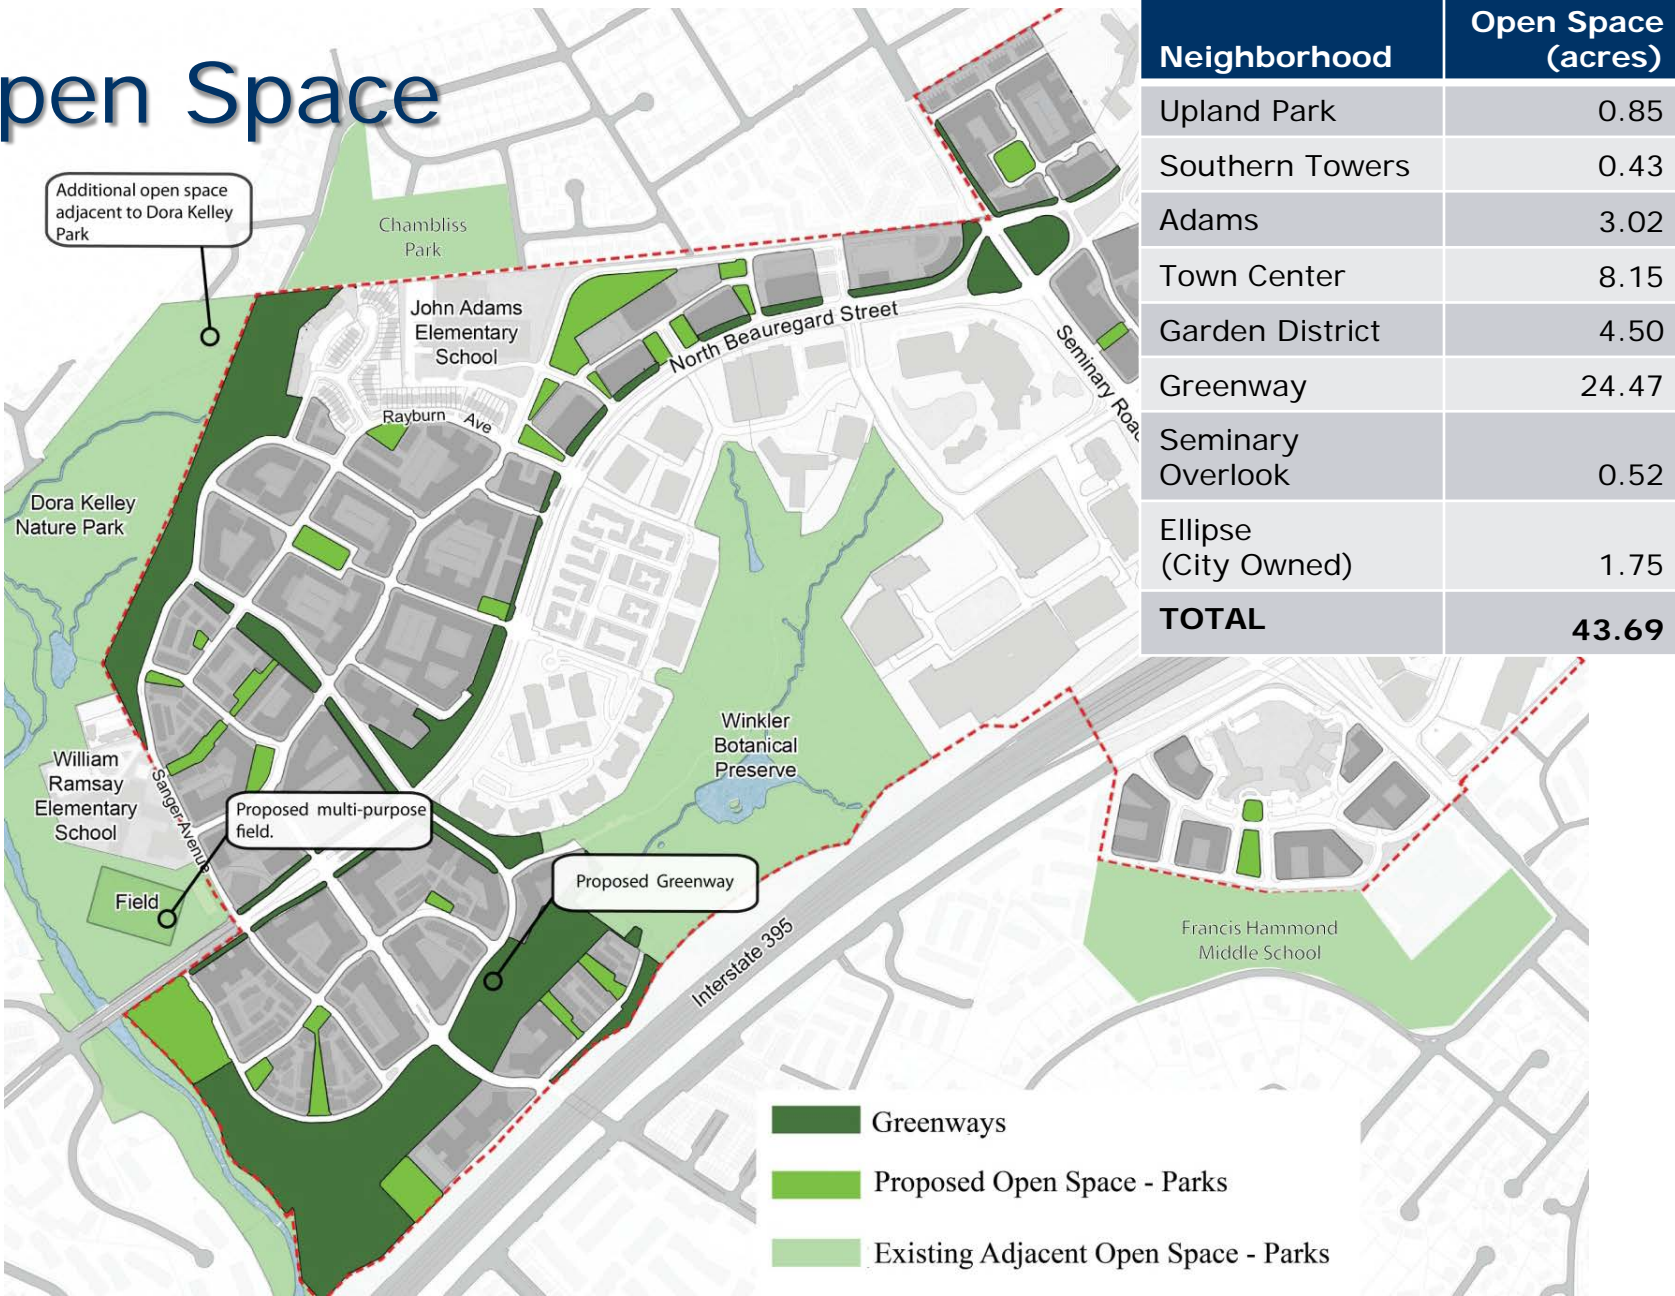 pen Space
Neighborhood Open Space
(acres)
Upland Park 0.85
Southern Towers 0.43
Adams 3.02
Town Center 8.15
Garden District 4.50
Greenway 24.47
Seminary
Overlook 0.52
Ellipse
(City Owned) 1.75
TOTAL 43.69
Additional open space
adjacent to Dora Kelley
Park
Chambliss
Park
John Adams
Elementary
School
North Beauregard Street
Seminary Road
Rayburn Ave
Dora Kelley
Nature Park
Winkler
Botanical
Preserve
William
Ramsay
Elementary
School
Sanger Avenue
Proposed multi-purpose
field.
Field
Proposed Greenway
Interstate 395
Francis Hammond
Middle School
Greenways
Proposed Open Space - Parks
Existing Adjacent Open Space - Parks